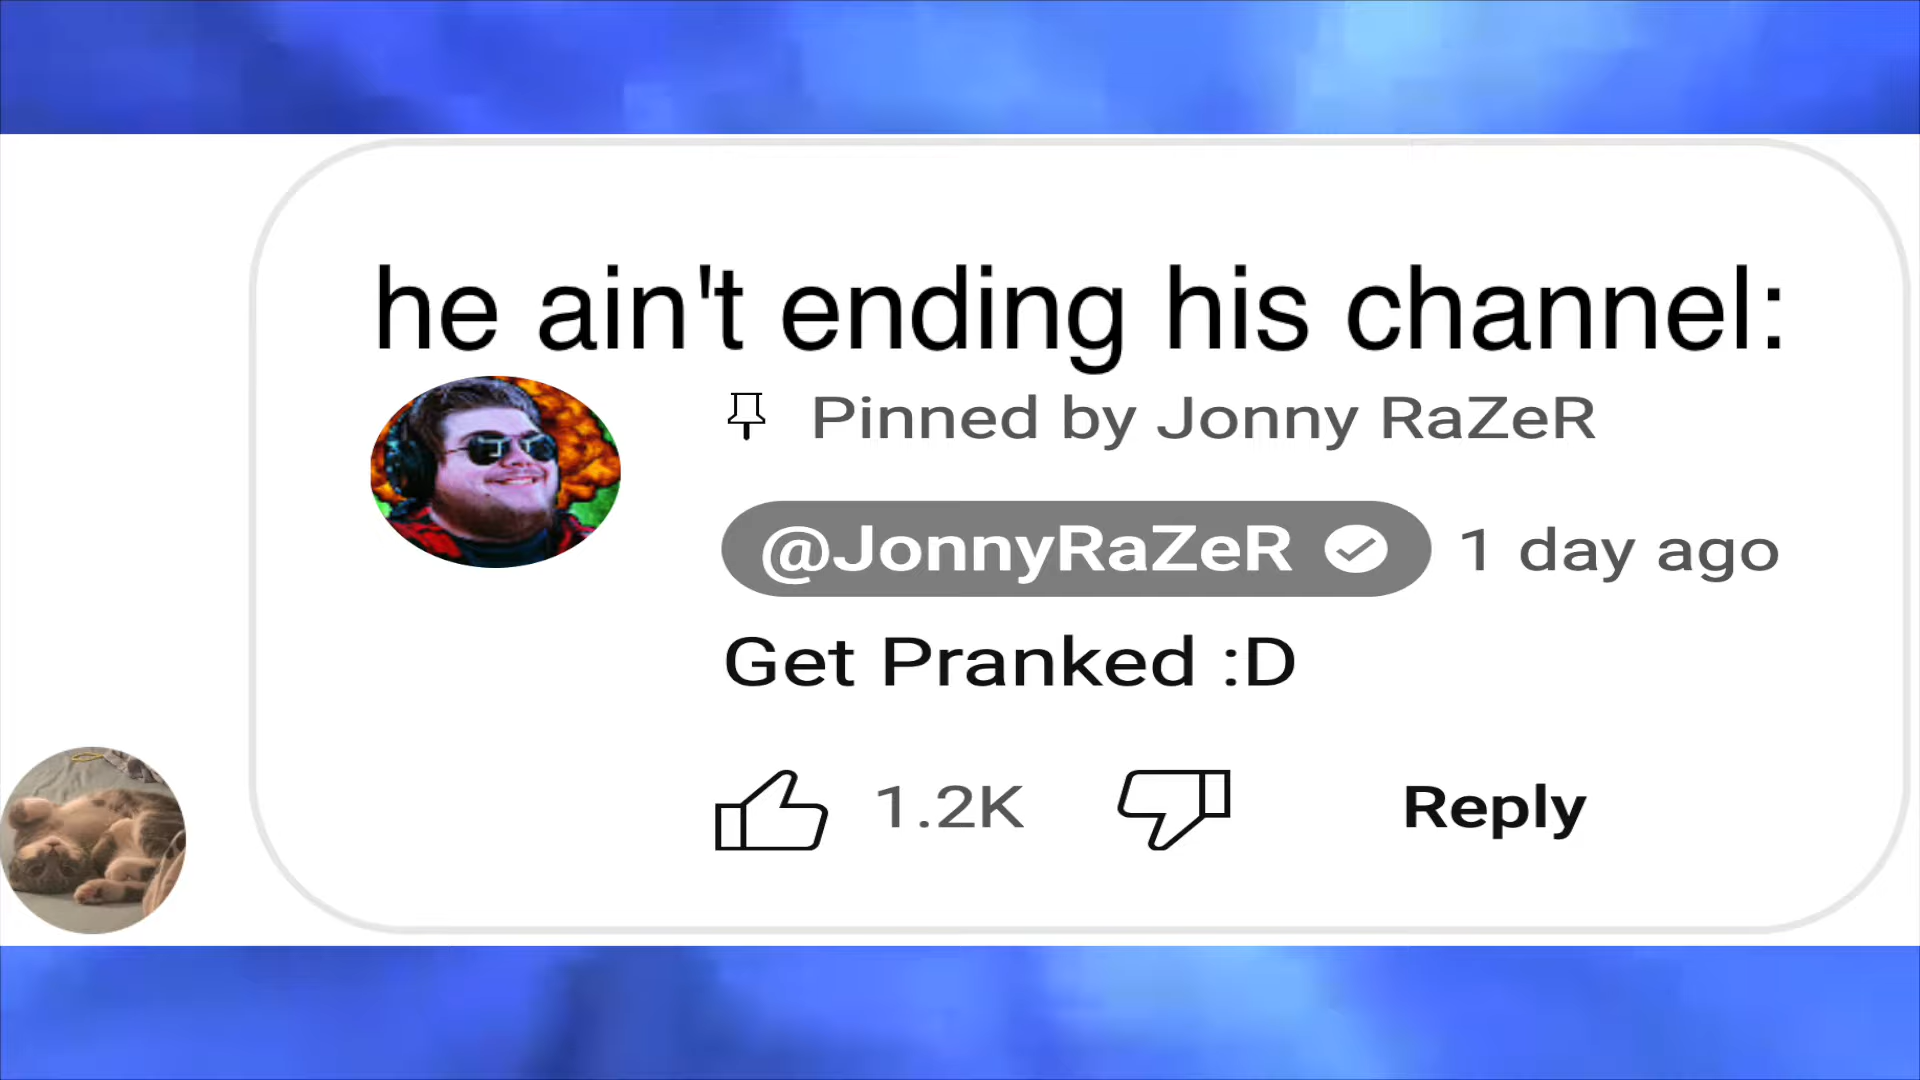 he ain't ending his channel:
Pinned by Jonny RaZeR
@JonnyRaZeR 1 day ago
Get Pranked :D
1.2K Reply